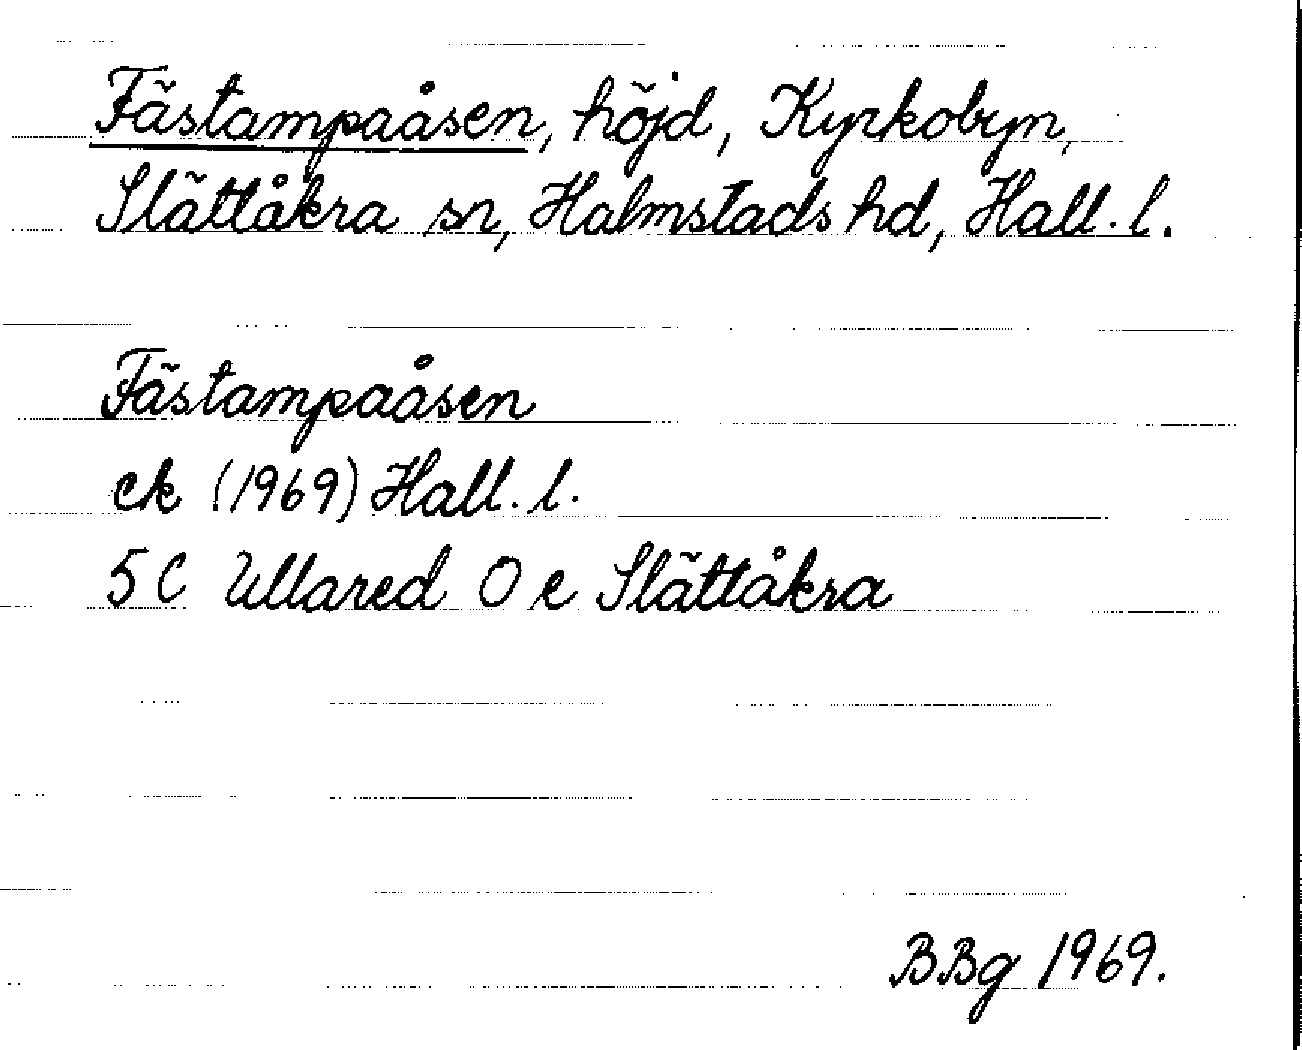 Fästampaåsen, höjd, Kyrkobyn,
Slättåkra sn, Halmstads hd, Hall. l.
Fästampaåsen
ek (1969) Hall. l.
5C Ullared O e Slättåkra
BBg 1969.